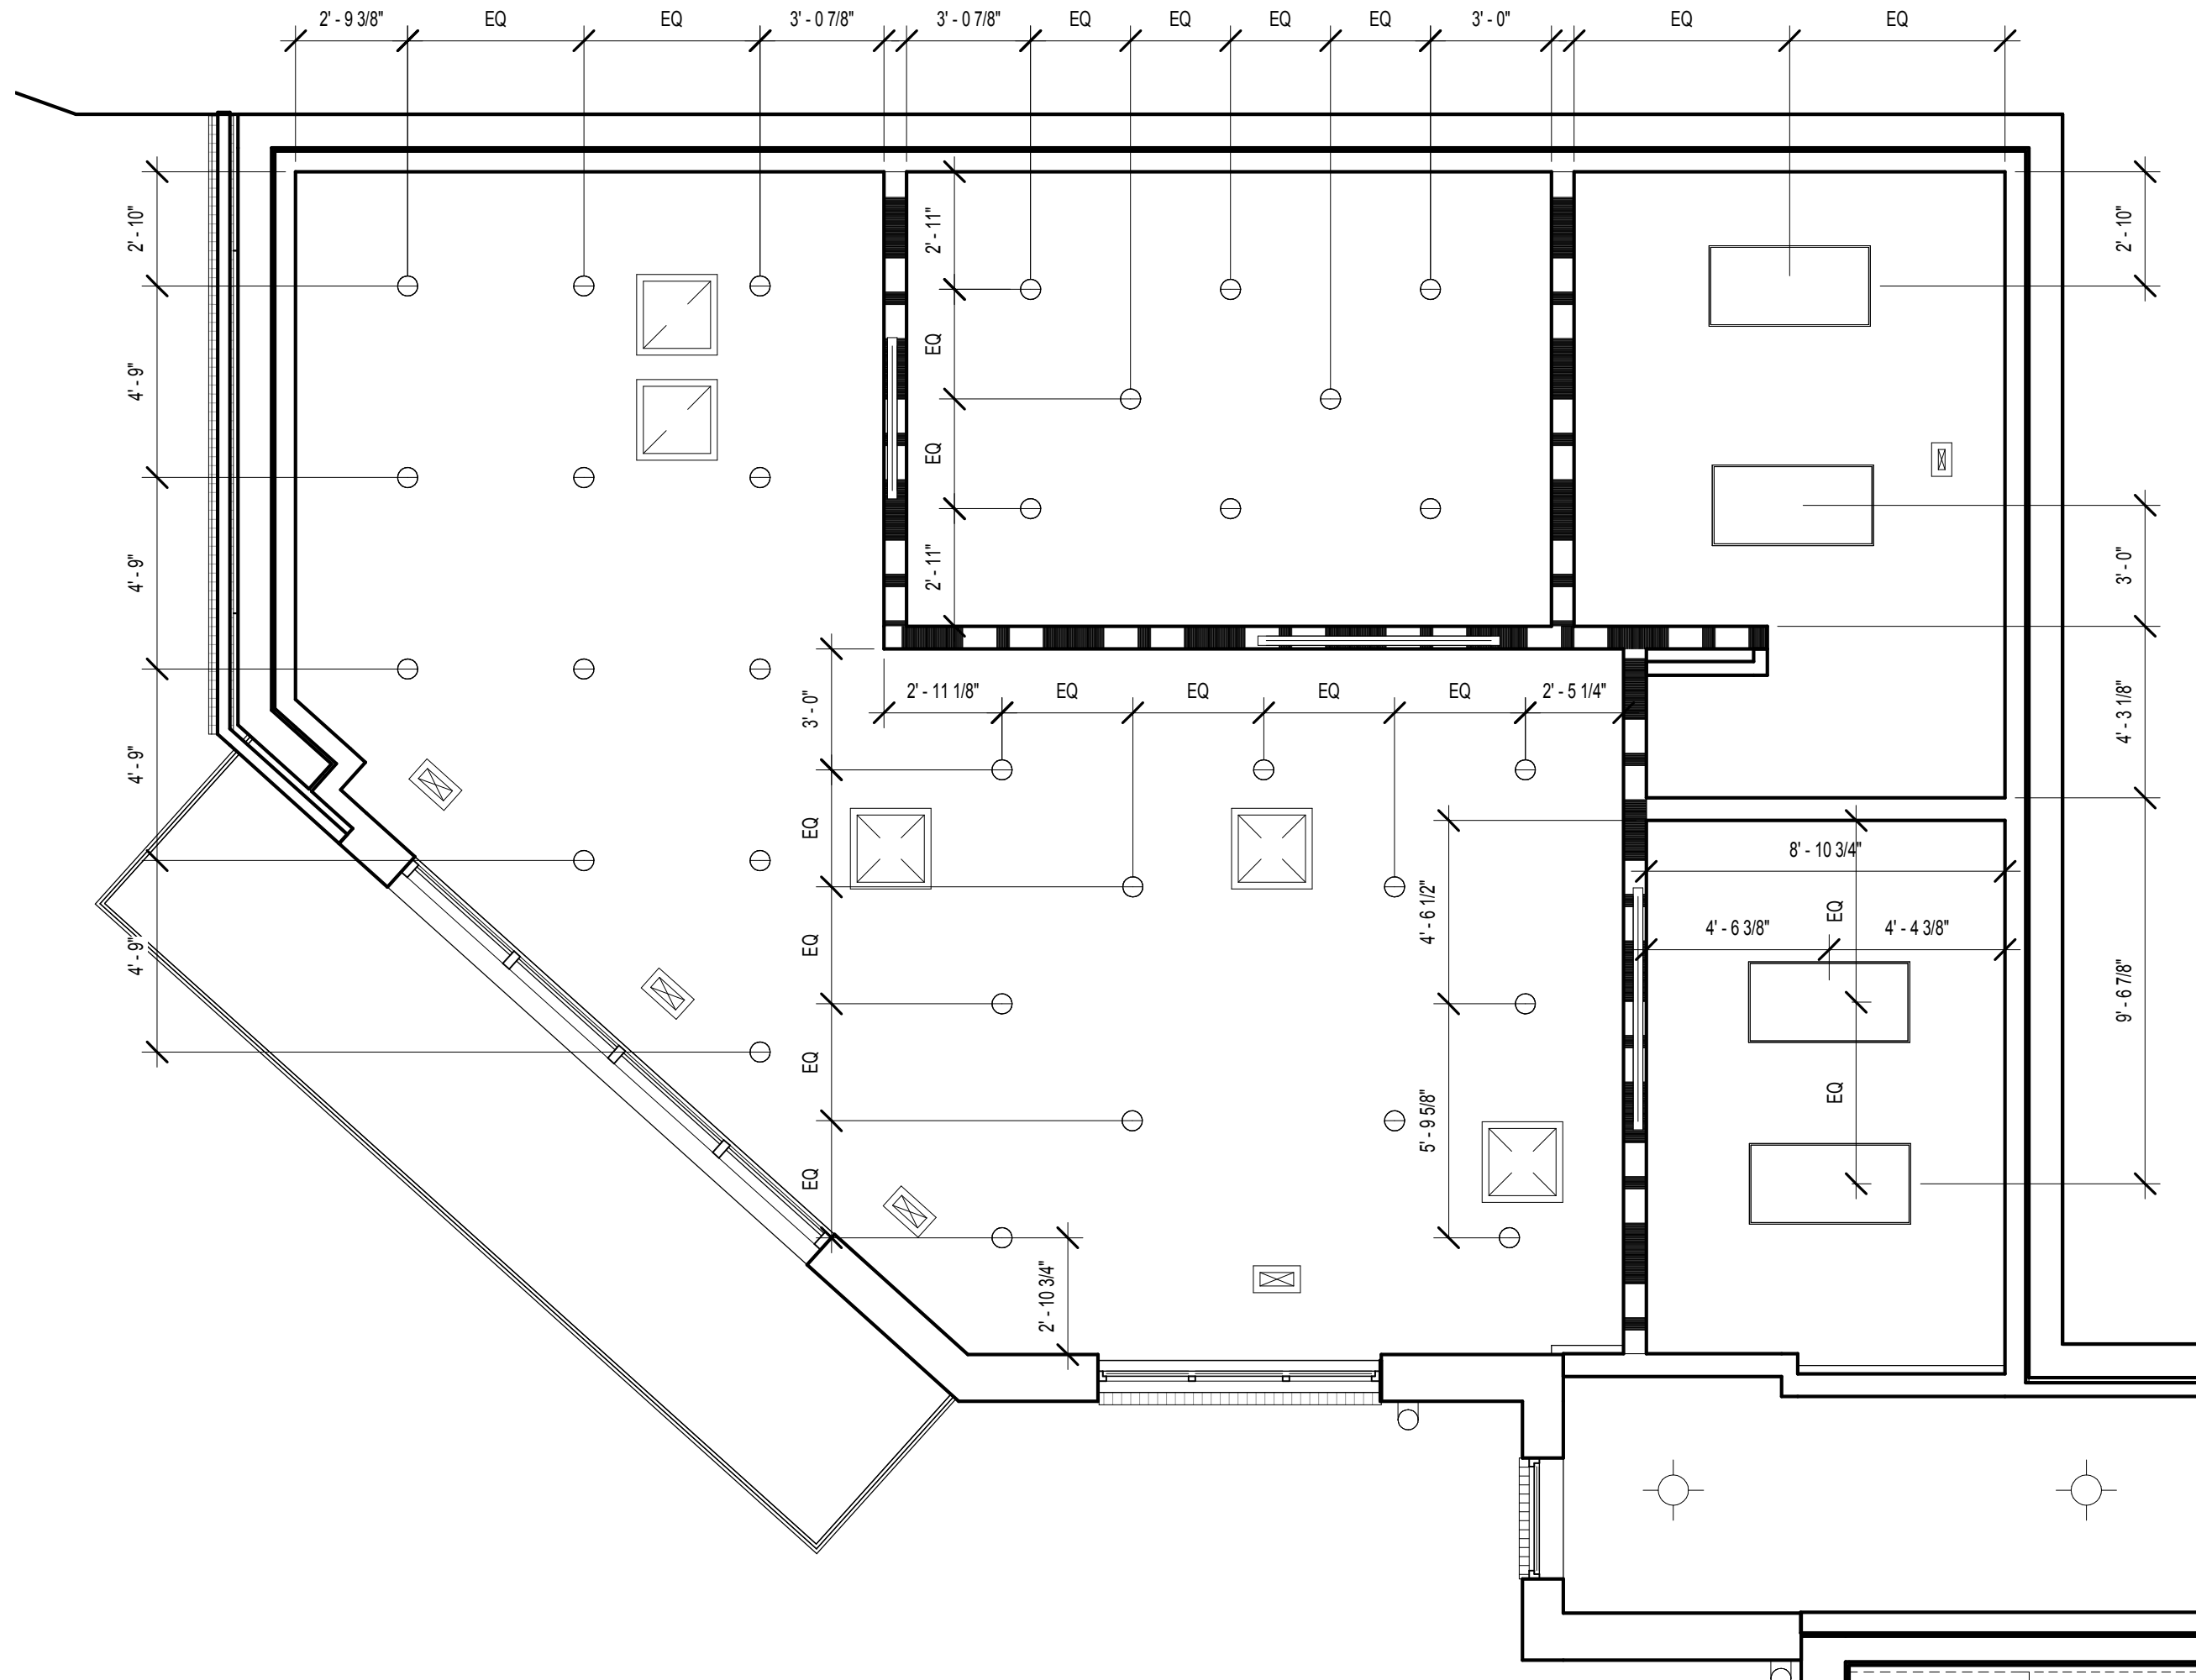 2' - 9 3/8"
EQ
EQ
3' - 0 7/8"
3' - 0 7/8"
EQ
EQ
EQ
EQ
3' - 0"
EQ
EQ
2' - 10"
4' - 9"
4' - 9"
4' - 9"
4' - 9"
2' - 11"
EQ
EQ
2' - 11"
2' - 10"
3' - 0"
4' - 3 1/8"
9' - 6 7/8"
2' - 11 1/8"
EQ
EQ
EQ
EQ
2' - 5 1/4"
3' - 0"
EQ
EQ
EQ
EQ
2' - 10 3/4"
4' - 6 1/2"
5' - 9 5/8"
8' - 10 3/4"
4' - 6 3/8"
4' - 4 3/8"
EQ
EQ